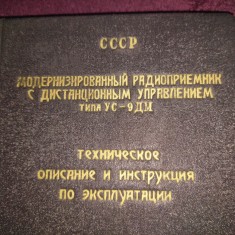 СССР
МОДЕРНИЗИРОВАННЫЙ РАДИОПРИЕМНИК
С ДИСТАНЦИОННЫМ УПРАВЛЕНИЕМ
ТИПА УС-9ДМ
ТЕХНИЧЕСКОЕ
ОПИСАНИЕ И ИНСТРУКЦИЯ
ПО ЭКСПЛУАТАЦИИ